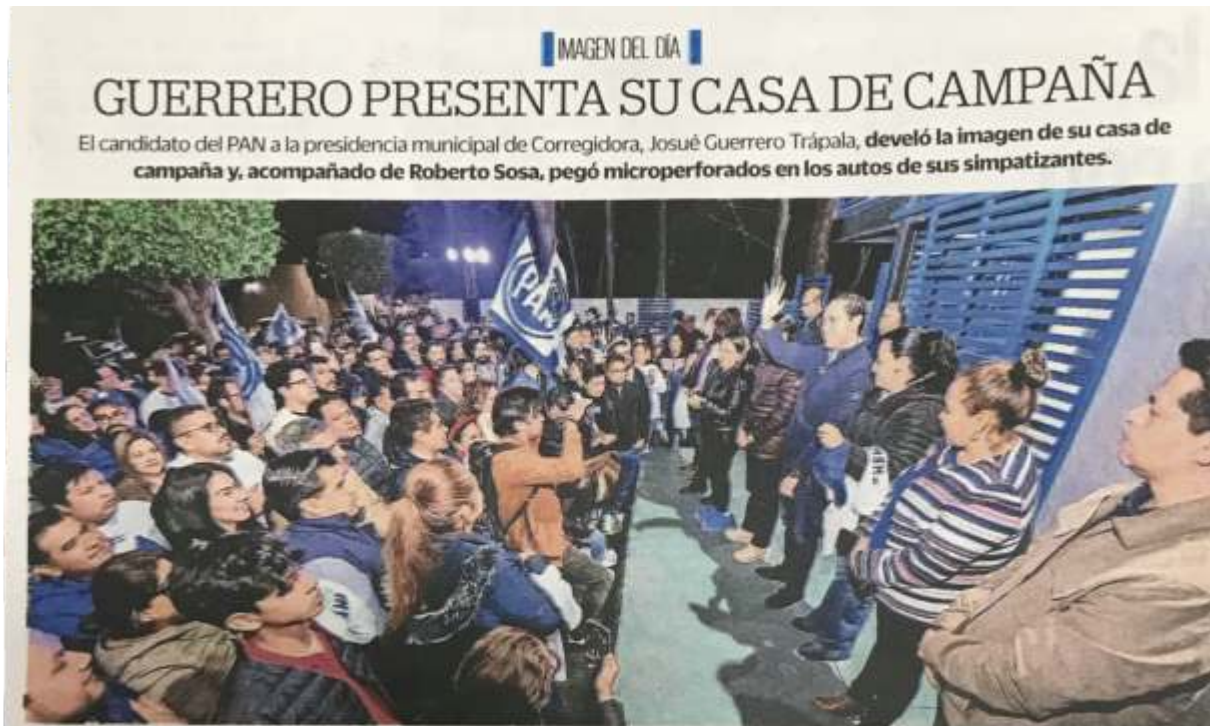 IMAGEN DEL DÍA
GUERRERO PRESENTA SU CASA DE CAMPAÑA
El candidato del PAN a la presidencia municipal de Corregidora, Josué Guerrero Trápala, develó la imagen de su casa de
campaña y, acompañado de Roberto Sosa, pegó microperforados en los autos de sus simpatizantes.
PAN